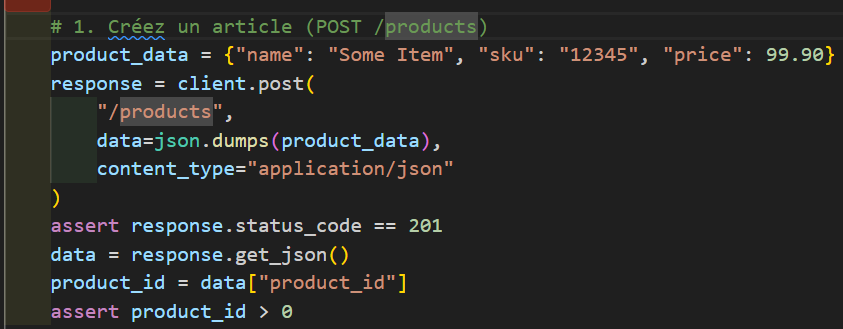 # 1. Créez un article (POST /products)
product_data = {"name": "Some Item", "sku": "12345", "price": 99.90}
response = client.post(
"/products",
data=json.dumps(product_data),
content_type="application/json"
)
assert response.status_code == 201
data = response.get_json()
product_id = data["product_id"]
assert product_id > 0